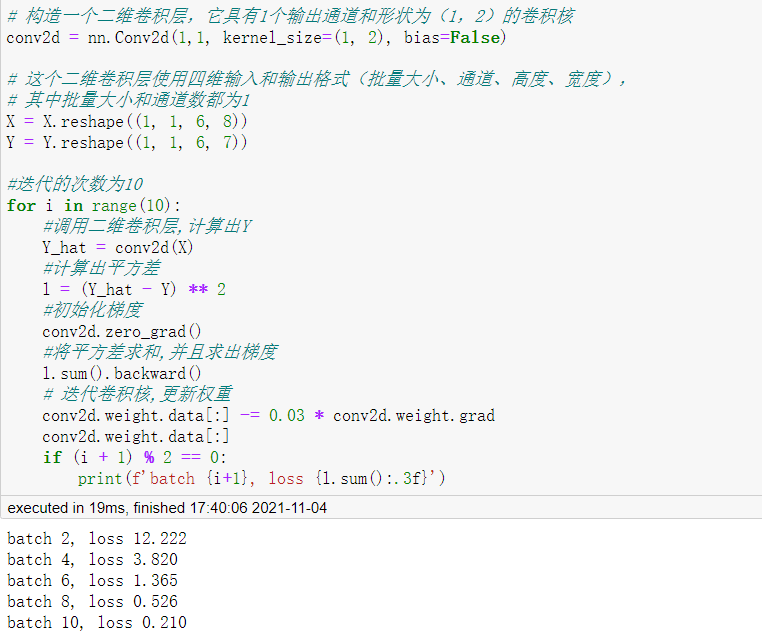 # 构造一个二维卷积层，它具有1个输出通道和形状为（1，2）的卷积核
conv2d = nn.Conv2d(1,1, kernel_size=(1, 2), bias=False)
# 这个二维卷积层使用四维输入和输出格式（批量大小、通道、高度、宽度），
# 其中批量大小和通道数都为1
X = X.reshape((1, 1, 6, 8))
Y = Y.reshape((1, 1, 6, 7))
#迭代的次数为10
for i in range(10):
    #调用二维卷积层,计算出Y
    Y_hat = conv2d(X)
    #计算出平方差
    l = (Y_hat - Y) ** 2
    #初始化梯度
    conv2d.zero_grad()
    #将平方差求和,并且求出梯度
    l.sum().backward()
    # 迭代卷积核,更新权重
    conv2d.weight.data[:] -= 0.03 * conv2d.weight.grad
    conv2d.weight.data[:]
    if (i + 1) % 2 == 0:
        print(f'batch {i+1}, loss {l.sum():.3f}')
executed in 19ms, finished 17:40:06 2021-11-04
batch 2, loss 12.222
batch 4, loss 3.820
batch 6, loss 1.365
batch 8, loss 0.526
batch 10, loss 0.210